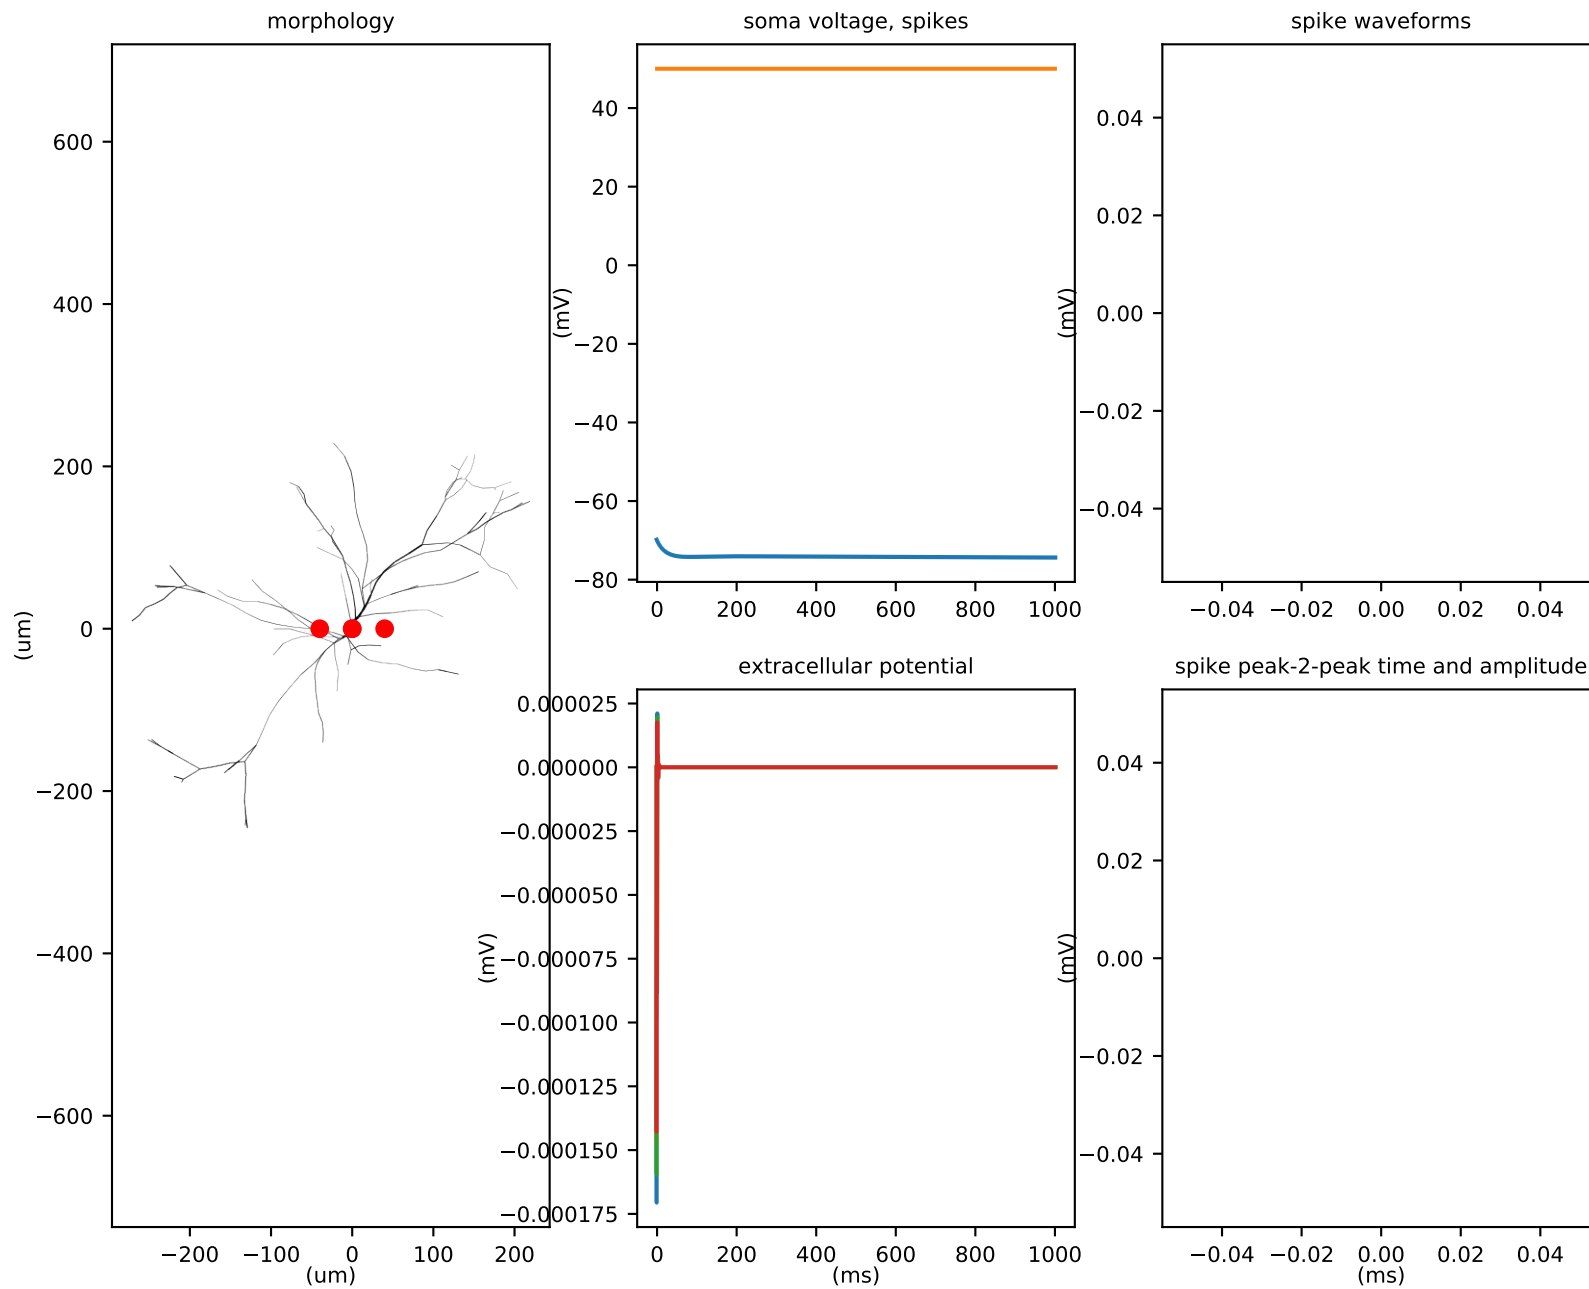 morphology
soma voltage, spikes
spike waveforms
600
400
200
0
−200
−400
−600
(um)
−200 −100 0 100 200
(um)
40
20
0
−20
−40
−60
−80
(mV)
0 200 400 600 800 1000
0.04
0.02
0.00
−0.02
−0.04
(mV)
−0.04 −0.02 0.00 0.02 0.04
extracellular potential
spike peak-2-peak time and amplitude
0.000025
0.000000
−0.000025
−0.000050
−0.000075
−0.000100
−0.000125
−0.000150
−0.000175
(mV)
0 200 400 600 800 1000
(ms)
0.04
0.02
0.00
−0.02
−0.04
(mV)
−0.04 −0.02 0.00 0.02 0.04
(ms)